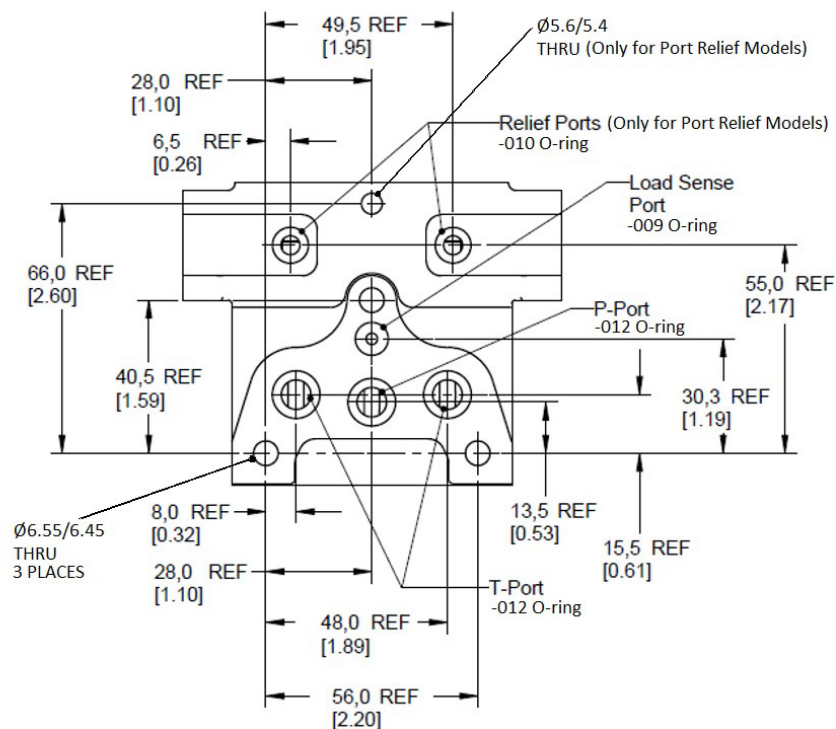 49,5 REF
[1.95]
Ø5.6/5.4
THRU (Only for Port Relief Models)
28,0 REF
[1.10]
6,5 REF
[0.26]
Relief Ports (Only for Port Relief Models)
-010 O-ring
Load Sense
Port
-009 O-ring
66,0 REF
[2.60]
55,0 REF
[2.17]
P-Port
-012 O-ring
40,5 REF
[1.59]
30,3 REF
[1.19]
Ø6.55/6.45
THRU
3 PLACES
8,0 REF
[0.32]
13,5 REF
[0.53]
15,5 REF
[0.61]
28,0 REF
[1.10]
T-Port
-012 O-ring
48,0 REF
[1.89]
56,0 REF
[2.20]